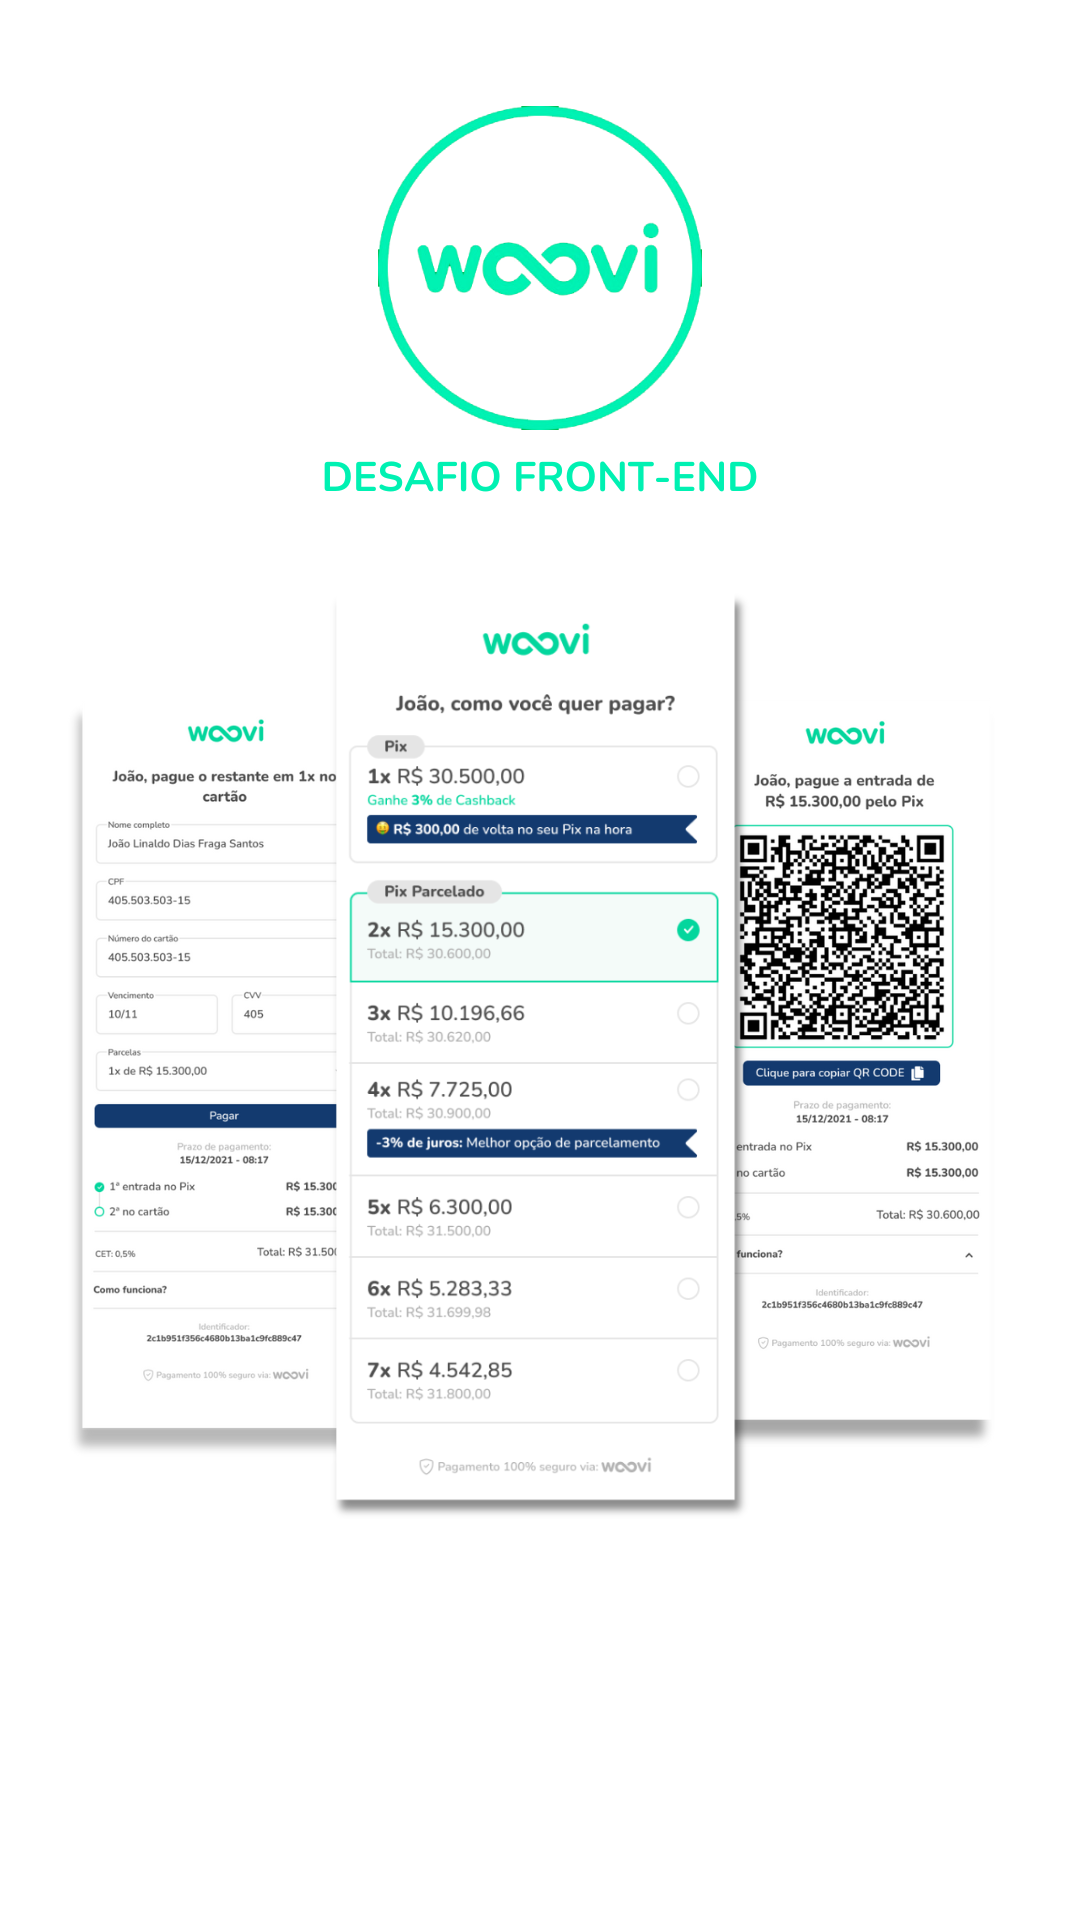 woovi
DESAFIO FRONT-END
woovi
João, pague o restante em 1x no
cartão
Nome completo
João Linaldo Dias Fraga Santos
CPF
405.503.503-15
Número do cartão
405.503.503-15
Vencimento
10/11
CVV
405
Parcelas
1x de R$ 15.300,00
Pagar
Prazo de pagamento:
15/12/2021 - 08:17
1ª entrada no Pix R$ 15.300
2ª no cartão R$ 15.300
CET: 0,5% Total: R$ 31.500
Como funciona?
Identificador:
2c1b951f356c4680b13ba1c9fc889c47
Pagamento 100% seguro via: woovi
woovi
João, como você quer pagar?
Pix
1x R$ 30.500,00
Ganhe 3% de Cashback
🤑 R$ 300,00 de volta no seu Pix na hora
Pix Parcelado
2x R$ 15.300,00
Total: R$ 30.600,00
3x R$ 10.196,66
Total: R$ 30.620,00
4x R$ 7.725,00
Total: R$ 30.900,00
-3% de juros: Melhor opção de parcelamento
5x R$ 6.300,00
Total: R$ 31.500,00
6x R$ 5.283,33
Total: R$ 31.699,98
7x R$ 4.542,85
Total: R$ 31.800,00
Pagamento 100% seguro via: woovi
woovi
João, pague a entrada de
R$ 15.300,00 pelo Pix
Clique para copiar QR CODE
Prazo de pagamento:
15/12/2021 - 08:17
entrada no Pix R$ 15.300,00
no cartão R$ 15.300,00
,5% Total: R$ 30.600,00
funciona?
Identificador:
2c1b951f356c4680b13ba1c9fc889c47
Pagamento 100% seguro via: woovi